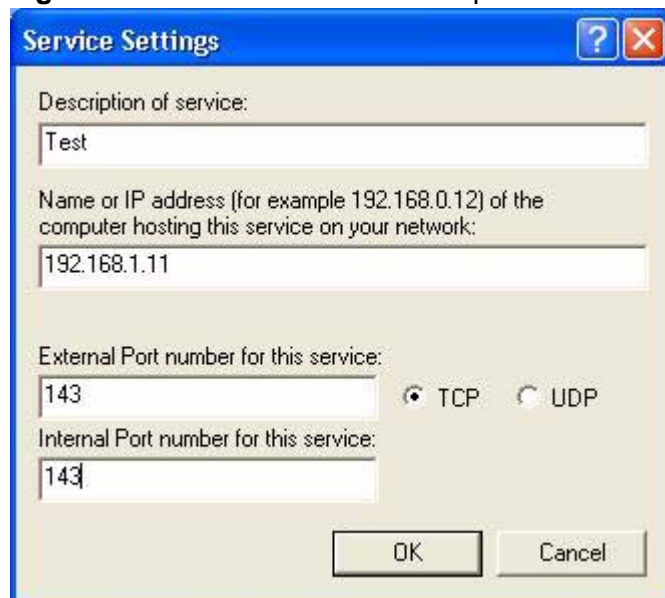 Service Settings
Description of service:
Test
Name or IP address (for example 192.168.0.12) of the
computer hosting this service on your network:
192.168.1.11
External Port number for this service:
143
TCP
UDP
Internal Port number for this service:
143
OK
Cancel